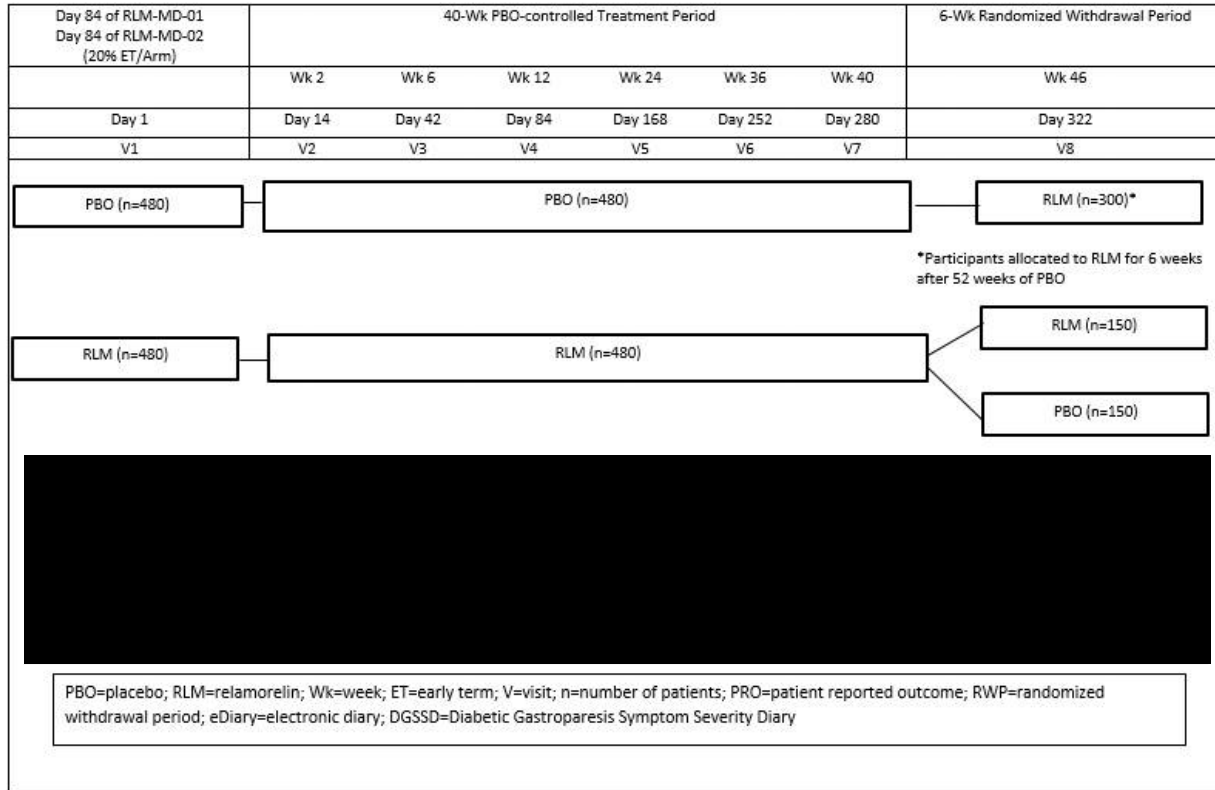 Day 84 of RLM-MD-01
Day 84 of RLM-MD-02
(20% ET/Arm)
40-Wk PBO-controlled Treatment Period
6-Wk Randomized Withdrawal Period
Wk 2 Wk 6 Wk 12 Wk 24 Wk 36 Wk 40 Wk 46
Day 1 Day 14 Day 42 Day 84 Day 168 Day 252 Day 280 Day 322
V1 V2 V3 V4 V5 V6 V7 V8
PBO (n=480) PBO (n=480) RLM (n=300)*
*Participants allocated to RLM for 6 weeks
after 52 weeks of PBO
RLM (n=150)
RLM (n=480) RLM (n=480)
PBO (n=150)
PBO=placebo; RLM=relamorelin; Wk=week; ET=early term; V=visit; n=number of patients; PRO=patient reported outcome; RWP=randomized
withdrawal period; eDiary=electronic diary; DGSSD=Diabetic Gastroparesis Symptom Severity Diary